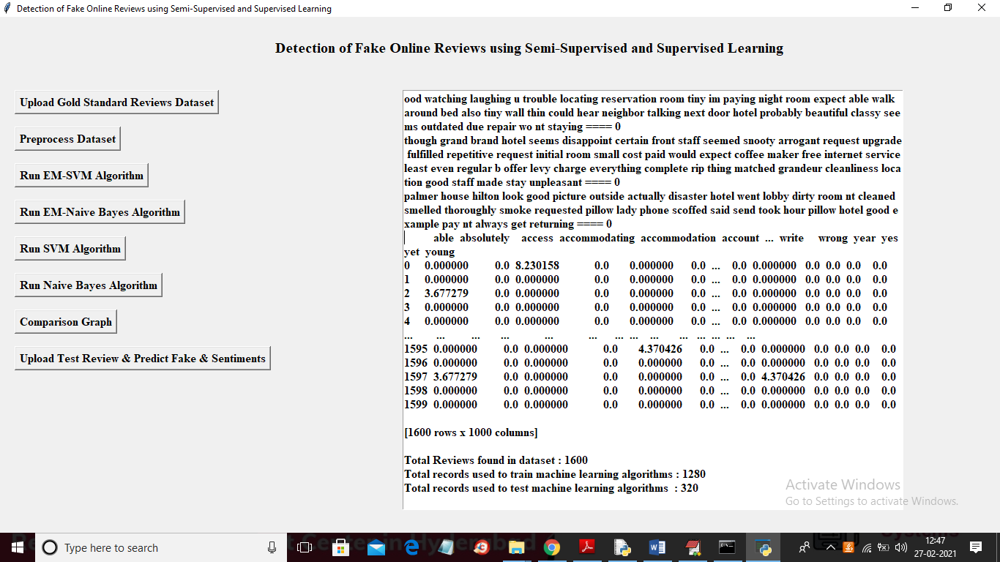 Detection of Fake Online Reviews using Semi-Supervised and Supervised Learning
Detection of Fake Online Reviews using Semi-Supervised and Supervised Learning
Upload Gold Standard Reviews Dataset
Preprocess Dataset
Run EM-SVM Algorithm
Run EM-Naive Bayes Algorithm
Run SVM Algorithm
Run Naive Bayes Algorithm
Comparison Graph
Upload Test Review & Predict Fake & Sentiments
ood watching laughing u trouble locating reservation room tiny im paying night room expect able walk
around bed also tiny wall thin could hear neighbor talking next door hotel probably beautiful classy see
ms outdated due repair wo nt staying ==== 0
though grand brand hotel seems disappoint certain front staff seemed snooty arrogant request upgrade
fulfilled repetitive request initial room small cost paid would expect coffee maker free internet service
least even regular b offer levy charge everything complete rip thing matched grandeur cleanliness loca
tion good staff made stay unpleasant ==== 0
palmer house hilton look good picture outside actually disaster hotel went lobby dirty room nt cleaned
smelled thoroughly smoke requested pillow lady phone scoffed said send took hour pillow hotel good e
xample pay nt always get returning ==== 0
able absolutely access accommodating accommodation account ... write wrong year yes
yet young
0 0.000000 0.0 8.230158 0.0 0.000000 0.0 ... 0.0 0.000000 0.0 0.0 0.0 0.0
1 0.000000 0.0 0.000000 0.0 0.000000 0.0 ... 0.0 0.000000 0.0 0.0 0.0 0.0
2 3.677279 0.0 0.000000 0.0 0.000000 0.0 ... 0.0 0.000000 0.0 0.0 0.0 0.0
3 0.000000 0.0 0.000000 0.0 0.000000 0.0 ... 0.0 0.000000 0.0 0.0 0.0 0.0
4 0.000000 0.0 0.000000 0.0 0.000000 0.0 ... 0.0 0.000000 0.0 0.0 0.0 0.0
... ... ... ... ... ... ... ... ... ... ... ... ... ...
1595 0.000000 0.0 0.000000 0.0 4.370426 0.0 ... 0.0 0.000000 0.0 0.0 0.0 0.0
1596 0.000000 0.0 0.000000 0.0 0.000000 0.0 ... 0.0 0.000000 0.0 0.0 0.0 0.0
1597 3.677279 0.0 0.000000 0.0 0.000000 0.0 ... 0.0 4.370426 0.0 0.0 0.0 0.0
1598 0.000000 0.0 0.000000 0.0 0.000000 0.0 ... 0.0 0.000000 0.0 0.0 0.0 0.0
1599 0.000000 0.0 0.000000 0.0 0.000000 0.0 ... 0.0 0.000000 0.0 0.0 0.0 0.0
[1600 rows x 1000 columns]
Total Reviews found in dataset : 1600
Total records used to train machine learning algorithms : 1280
Total records used to test machine learning algorithms : 320
Activate Windows
Go to Settings to activate Windows.
Type here to search
12:47
27-02-2021